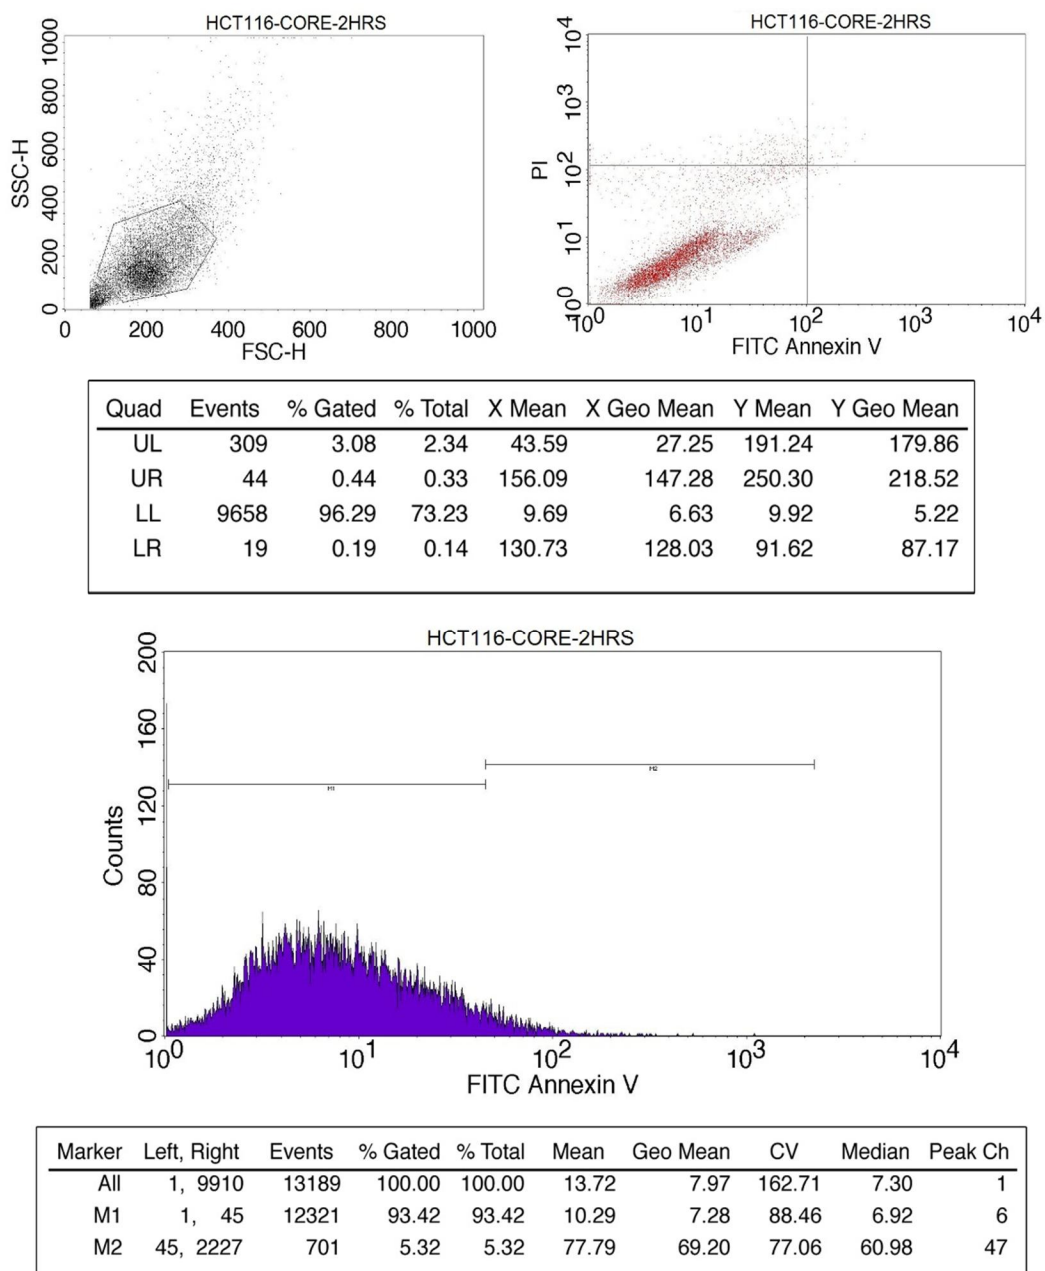 HCT116-CORE-2HRS
SSC-H
1000
800
600
400
200
0
0 200 400 600 800 1000
FSC-H
HCT116-CORE-2HRS
PI
10^4
10^3
10^2
10^1
10^0
10^0 10^1 10^2 10^3 10^4
FITC Annexin V
Quad Events % Gated % Total X Mean X Geo Mean Y Mean Y Geo Mean
UL 309 3.08 2.34 43.59 27.25 191.24 179.86
UR 44 0.44 0.33 156.09 147.28 250.30 218.52
LL 9658 96.29 73.23 9.69 6.63 9.92 5.22
LR 19 0.19 0.14 130.73 128.03 91.62 87.17
HCT116-CORE-2HRS
Counts
200
160
120
80
40
0
M1
M2
10^0 10^1 10^2 10^3 10^4
FITC Annexin V
Marker Left, Right Events % Gated % Total Mean Geo Mean CV Median Peak Ch
All 1, 9910 13189 100.00 100.00 13.72 7.97 162.71 7.30 1
M1 1, 45 12321 93.42 93.42 10.29 7.28 88.46 6.92 6
M2 45, 2227 701 5.32 5.32 77.79 69.20 77.06 60.98 47